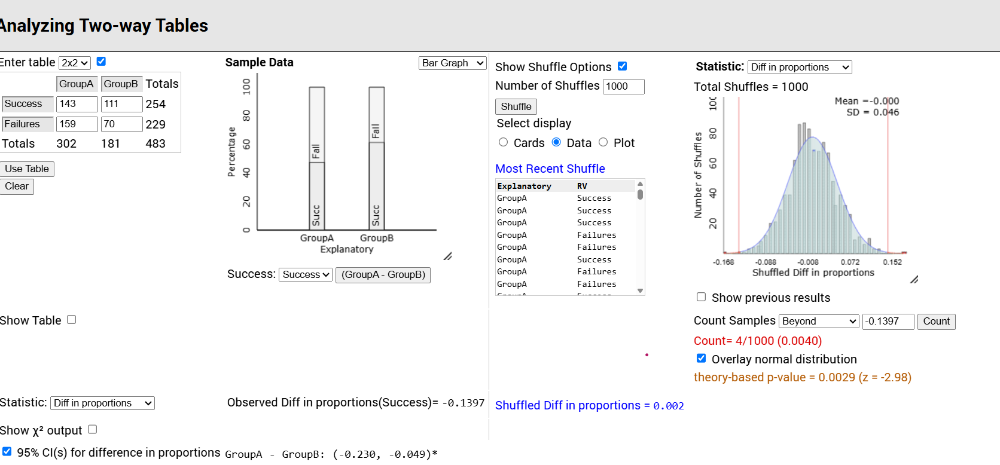 Analyzing Two-way Tables
Enter table 2x2
GroupA GroupB Totals
Success 143 111 254
Failures 159 70 229
Totals 302 181 483
Use Table
Clear
Show Table
Statistic: Diff in proportions
Show χ² output
95% CI(s) for difference in proportions GroupA - GroupB: (-0.230, -0.049)*
Sample Data Bar Graph
Percentage
100
80
60
40
20
0
Fail
Succ
Fail
Succ
GroupA GroupB
Explanatory
Success: Success (GroupA - GroupB)
Observed Diff in proportions(Success)= -0.1397
Show Shuffle Options
Number of Shuffles 1000
Shuffle
Select display
Cards Data Plot
Most Recent Shuffle
Explanatory RV
GroupA Success
GroupA Success
GroupA Success
GroupA Failures
GroupA Failures
GroupA Success
GroupA Failures
GroupA Failures
GroupA Success
Shuffled Diff in proportions = 0.002
Statistic: Diff in proportions
Total Shuffles = 1000
Mean =-0.000
SD = 0.046
Number of Shuffles
80
60
40
20
-0.168 -0.088 -0.008 0.072 0.152
Shuffled Diff in proportions
Show previous results
Count Samples Beyond -0.1397 Count
Count= 4/1000 (0.0040)
Overlay normal distribution
theory-based p-value = 0.0029 (z = -2.98)